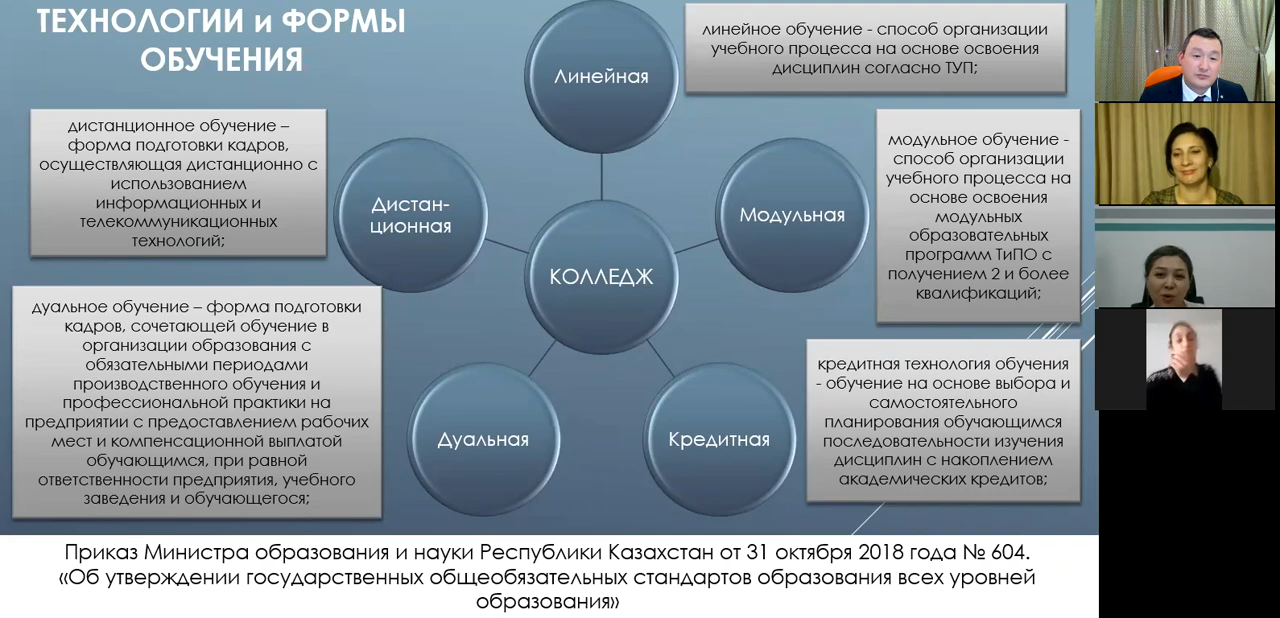 ТЕХНОЛОГИИ и ФОРМЫ
ОБУЧЕНИЯ
Линейная
линейное обучение - способ организации
учебного процесса на основе освоения
дисциплин согласно ТУП;
дистанционное обучение –
форма подготовки кадров,
осуществляющая дистанционно с
использованием
информационных и
телекоммуникационных
технологий;
Дистан-
ционная
Модульная
модульное обучение -
способ организации
учебного процесса на
основе освоения
модульных
образовательных
программ ТиПО с
получением 2 и более
квалификаций;
КОЛЛЕДЖ
дуальное обучение – форма подготовки
кадров, сочетающей обучение в
организации образования с
обязательными периодами
производственного обучения и
профессиональной практики на
предприятии с предоставлением рабочих
мест и компенсационной выплатой
обучающимся, при равной
ответственности предприятия, учебного
заведения и обучающегося;
Дуальная
Кредитная
кредитная технология обучения
- обучение на основе выбора и
самостоятельного
планирования обучающимся
последовательности изучения
дисциплин с накоплением
академических кредитов;
Приказ Министра образования и науки Республики Казахстан от 31 октября 2018 года № 604.
«Об утверждении государственных общеобязательных стандартов образования всех уровней
образования»